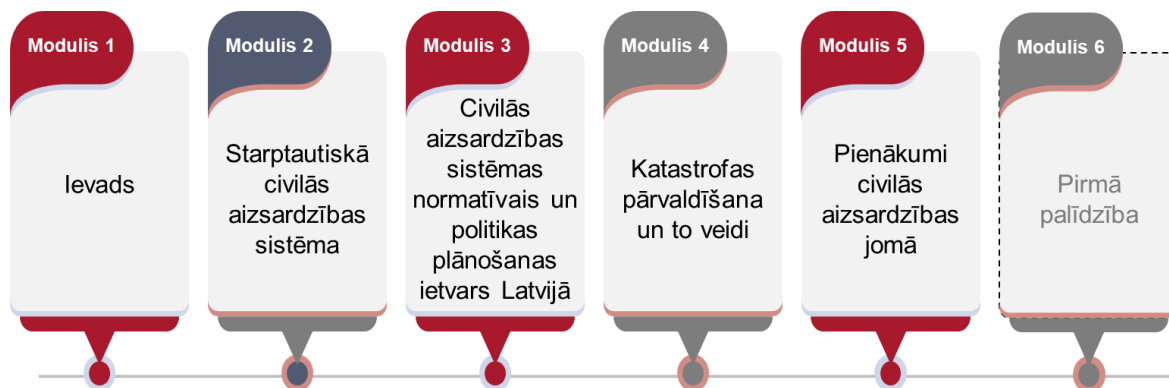 Modulis 1
Ievads
Modulis 2
Starptautiskā
civilās
aizsardzības
sistēma
Modulis 3
Civilās
aizsardzības
sistēmas
normatīvais un
politikas
plānošanas
ietvars Latvijā
Modulis 4
Katastrofas
pārvaldīšana
un to veidi
Modulis 5
Pienākumi
civilās
aizsardzības
jomā
Modulis 6
Pirmā
palīdzība